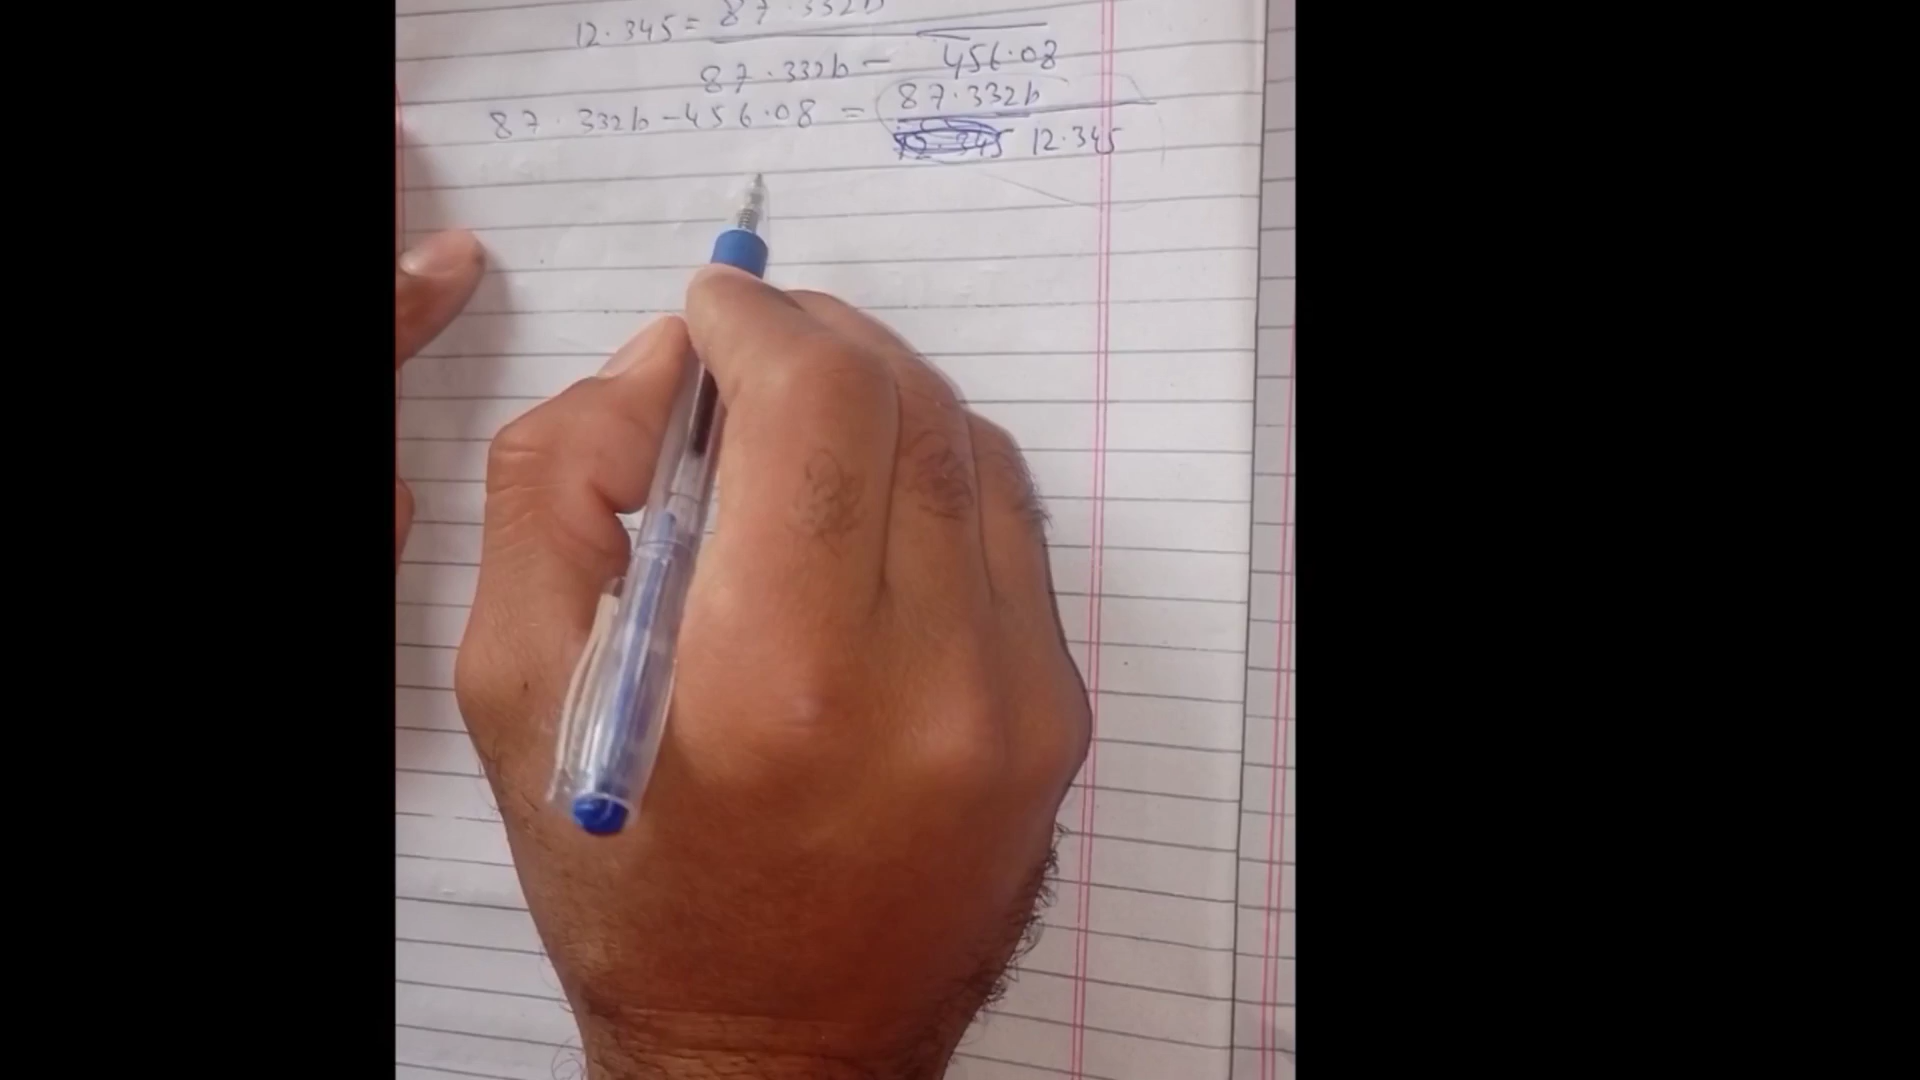 12.345 = 87.332b
87.332b - 456.08
87.332b - 456.08 = 87.332b
12.345